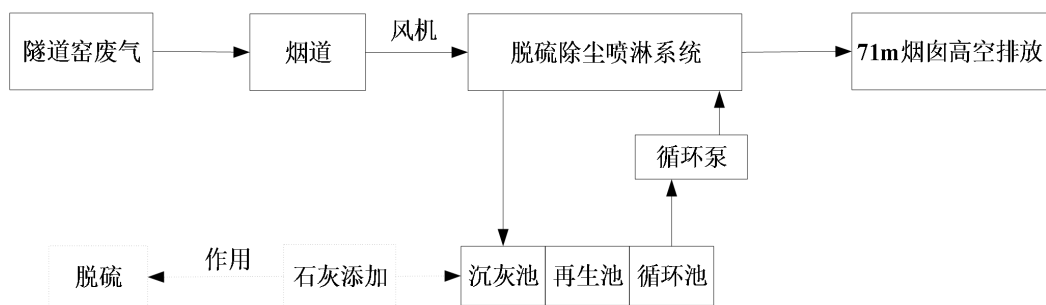 风机
隧道窑废气
烟道
脱硫除尘喷淋系统
71m烟囱高空排放
循环泵
作用
脱硫
石灰添加
沉灰池
再生池
循环池